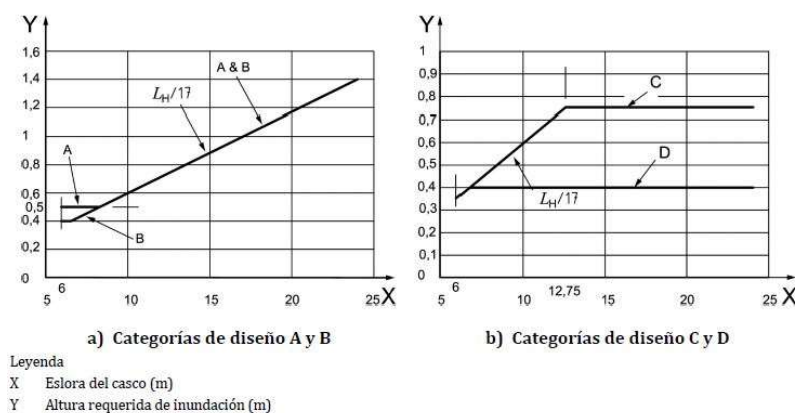 Y
1,6
1,4
1,2
1
0,8
0,6
0,5
0,4
0,2
0
5 6 10 15 20 25 X
A & B
L_H/17
A
B
a) Categorías de diseño A y B
Y
1
0,9
0,8
0,7
0,6
0,5
0,4
0,3
0,2
0,1
0
5 6 10 12,75 15 20 25 X
C
D
L_H/17
b) Categorías de diseño C y D
Leyenda
X Eslora del casco (m)
Y Altura requerida de inundación (m)